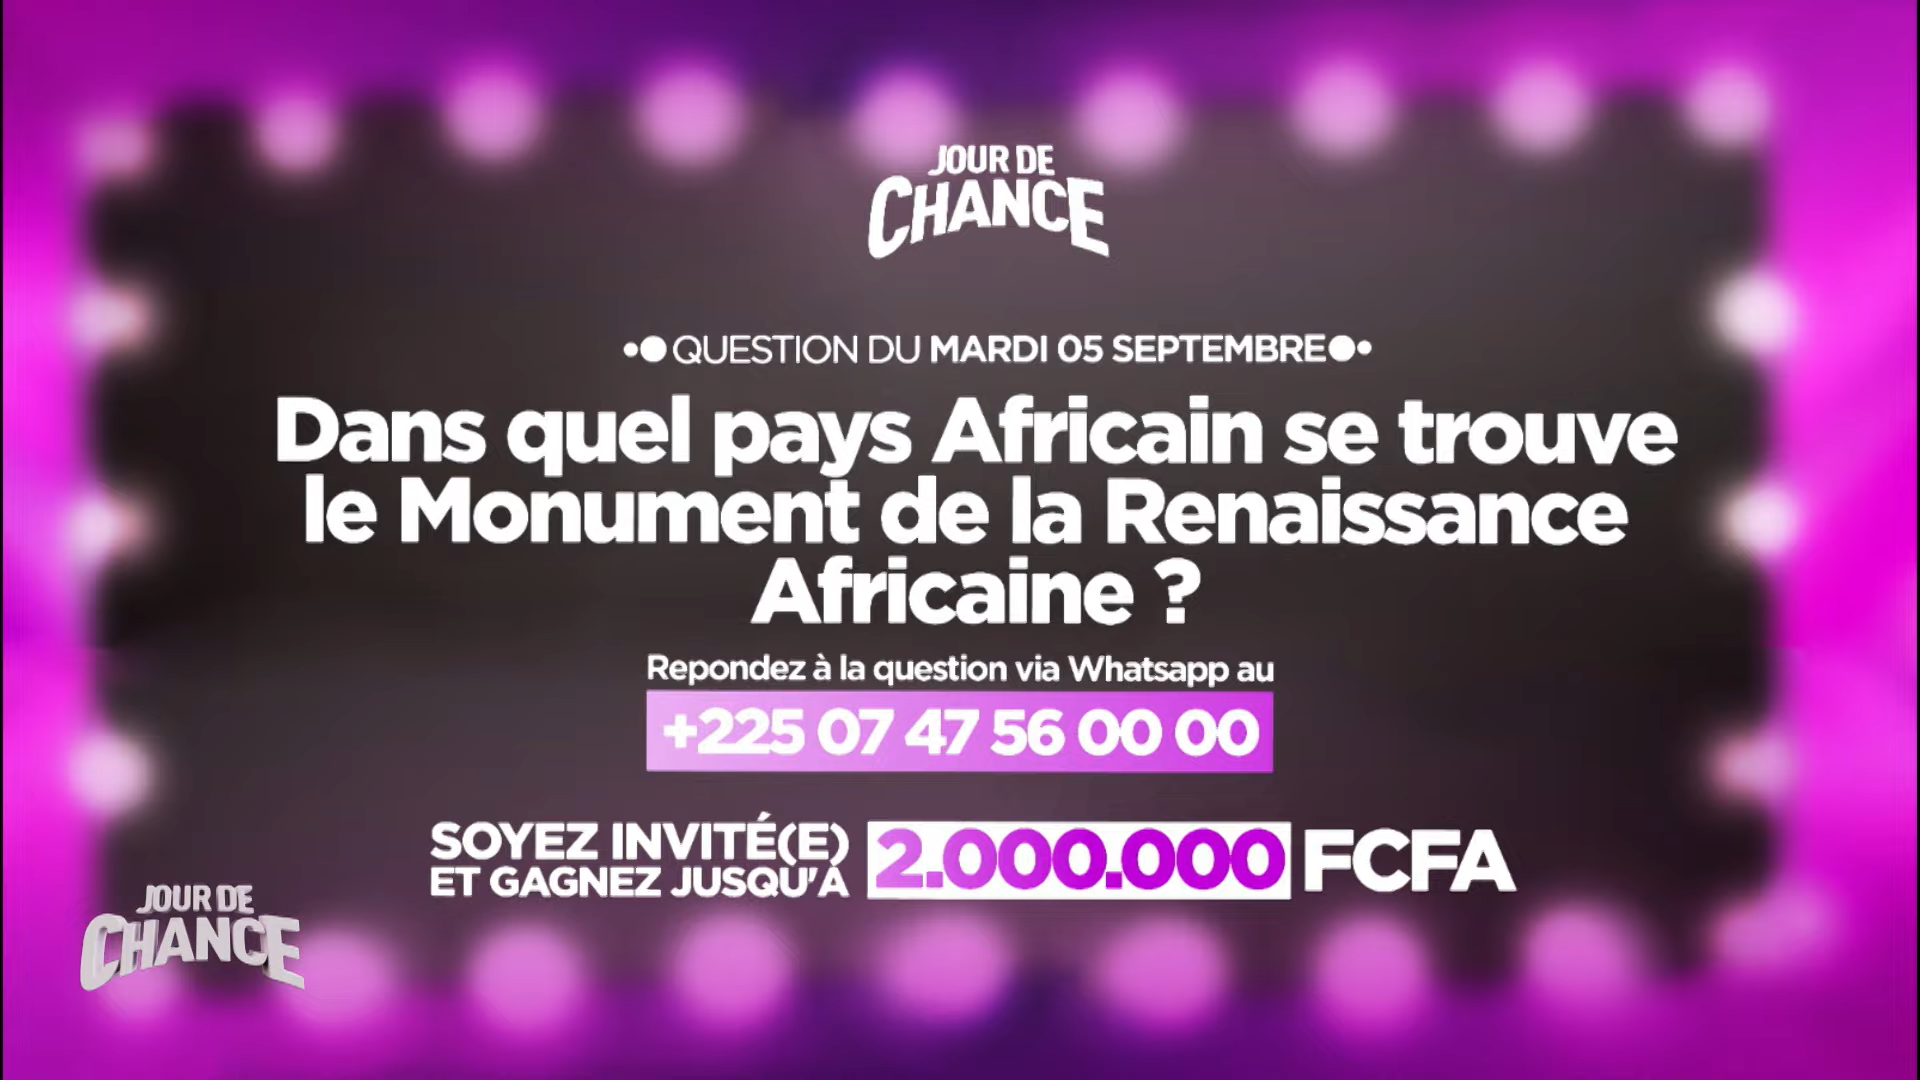 JOUR DE
CHANCE
QUESTION DU MARDI 05 SEPTEMBRE
Dans quel pays Africain se trouve
le Monument de la Renaissance
Africaine ?
Repondez à la question via Whatsapp au
+225 07 47 56 00 00
SOYEZ INVITÉ(E)
ET GAGNEZ JUSQU'A
2.000.000 FCFA
JOUR DE
CHANCE